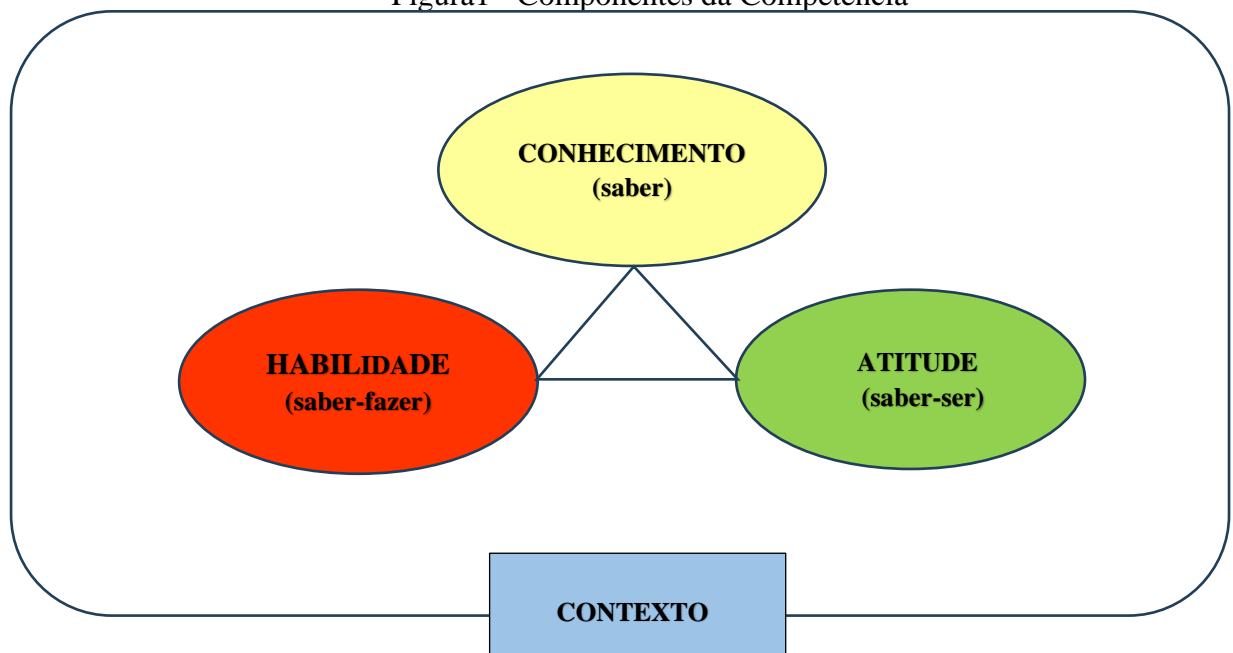 Figura1 - Componentes da Competência
CONHECIMENTO
(saber)
HABILIDADE
(saber-fazer)
ATITUDE
(saber-ser)
CONTEXTO